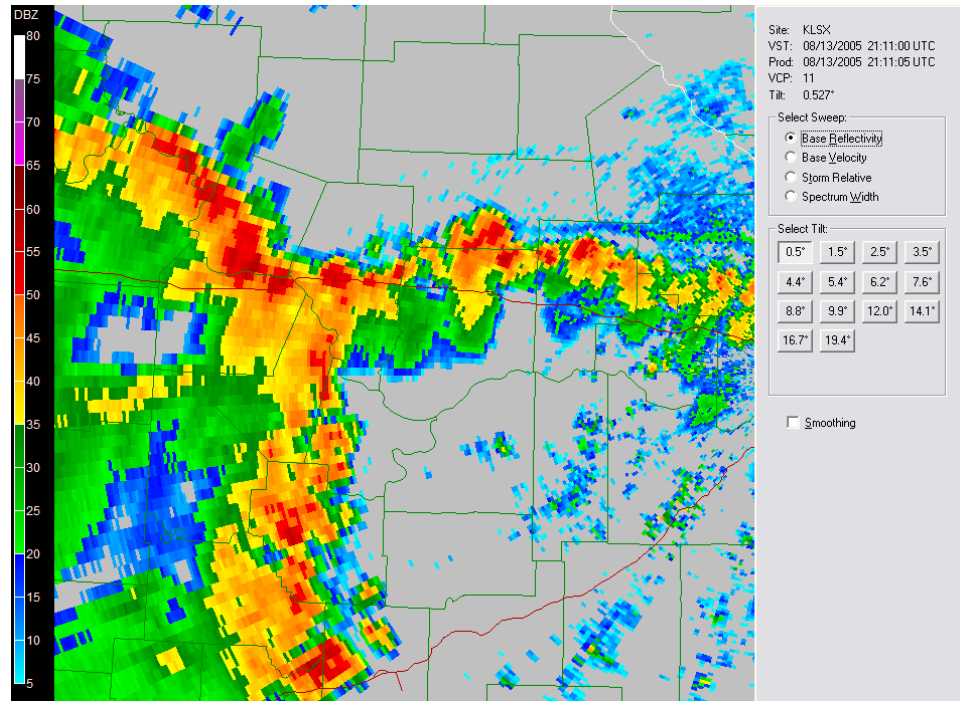 DBZ
80
75
70
65
60
55
50
45
40
35
30
25
20
15
10
5
Site: KLSX
VST: 08/13/2005 21:11:00 UTC
Prod: 08/13/2005 21:11:05 UTC
VCP: 11
Tilt: 0.527°
Select Sweep:
Base Reflectivity
Base Velocity
Storm Relative
Spectrum Width
Select Tilt:
0.5° 1.5° 2.5° 3.5°
4.4° 5.4° 6.2° 7.6°
8.8° 9.9° 12.0° 14.1°
16.7° 19.4°
Smoothing